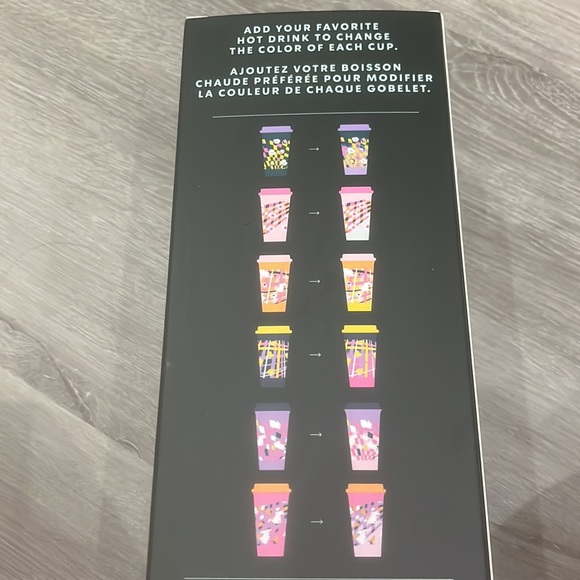 ADD YOUR FAVORITE
HOT DRINK TO CHANGE
THE COLOR OF EACH CUP.
AJOUTEZ VOTRE BOISSON
CHAUDE PRÉFÉRÉE POUR MODIFIER
LA COULEUR DE CHAQUE GOBELET.